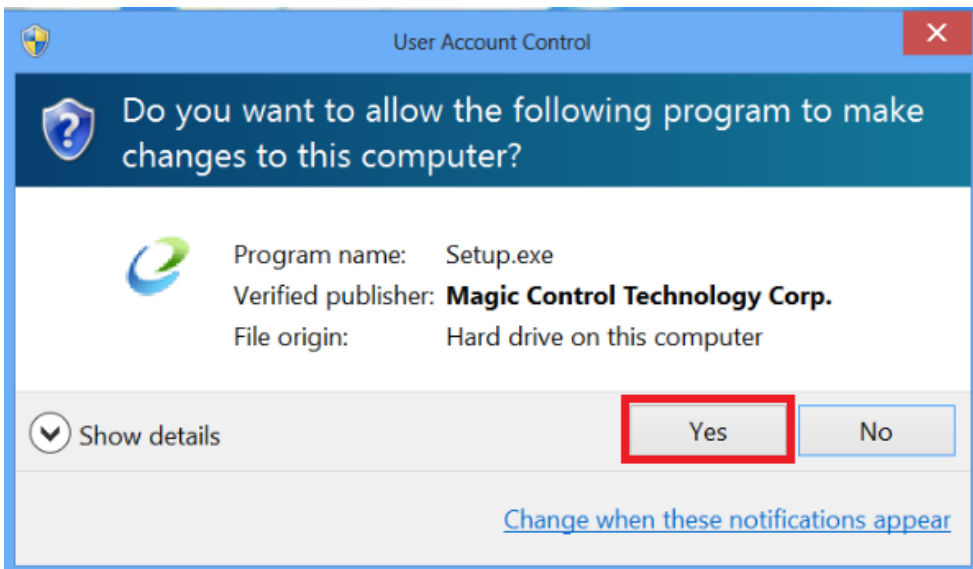 User Account Control
Do you want to allow the following program to make
changes to this computer?
Program name: Setup.exe
Verified publisher: Magic Control Technology Corp.
File origin: Hard drive on this computer
Show details
Yes
No
Change when these notifications appear